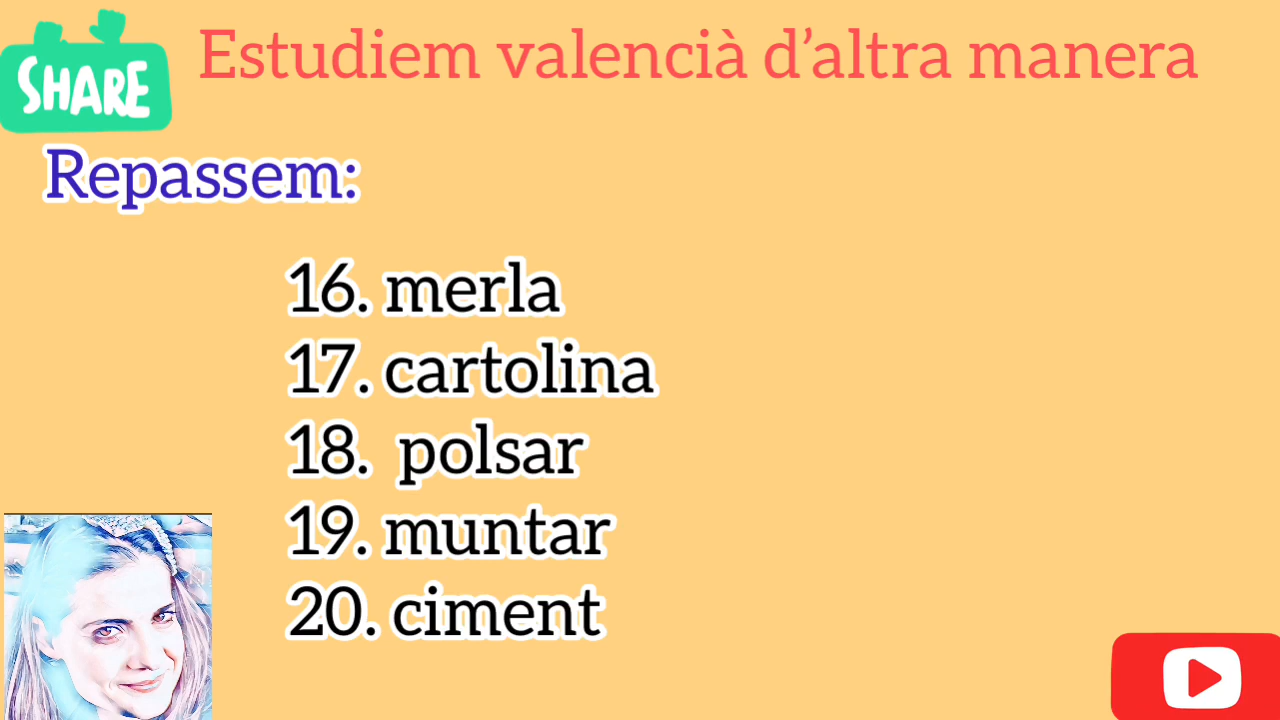 SHARE
Estudiem valencià d’altra manera
Repassem:
16. merla
17. cartolina
18. polsar
19. muntar
20. ciment